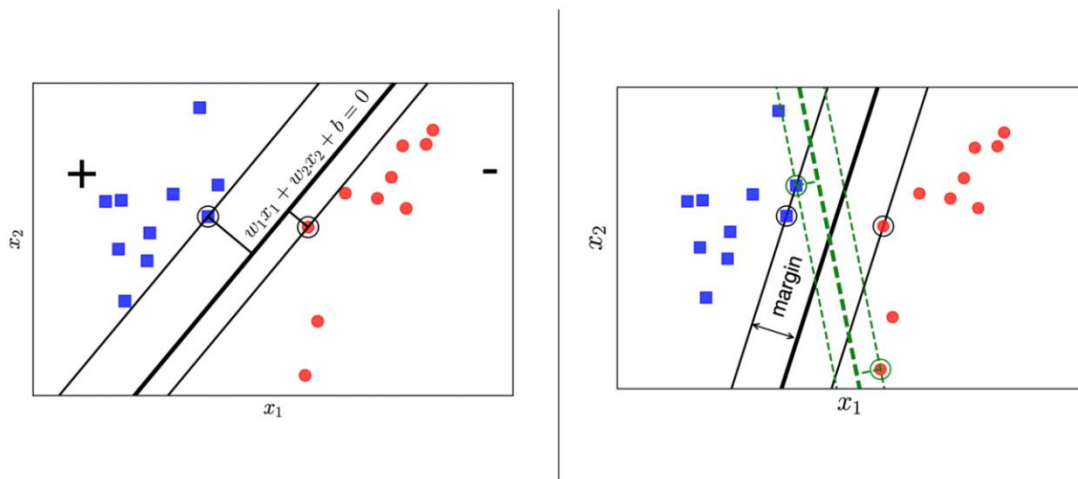 +
w₁x₁ + w₂x₂ + b = 0
-
x₂
x₁
margin
x₂
x₁